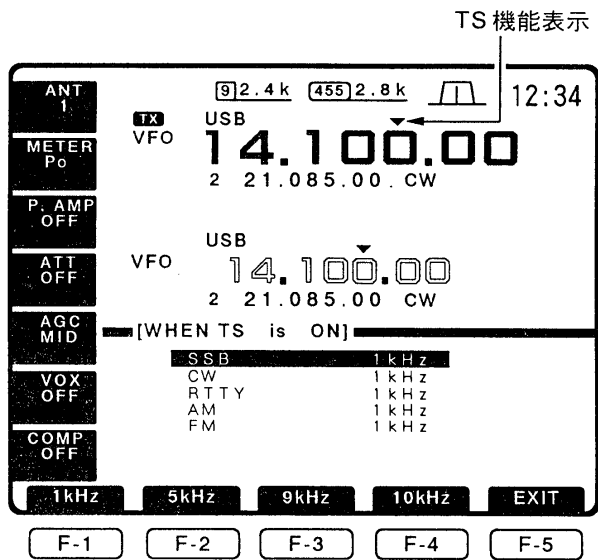 TS 機能表示
ANT
1
9 2.4k 455 2.8k 12:34
TX
VFO
USB
14.100.00
2 21.085.00. CW
METER
Po
P. AMP
OFF
ATT
OFF
AGC
MID
VOX
OFF
COMP
OFF
VFO
USB
14.100.00
2 21.085.00 CW
[WHEN TS is ON]
SSB 1kHz
CW 1kHz
RTTY 1kHz
AM 1kHz
FM 1kHz
1kHz 5kHz 9kHz 10kHz EXIT
F-1 F-2 F-3 F-4 F-5